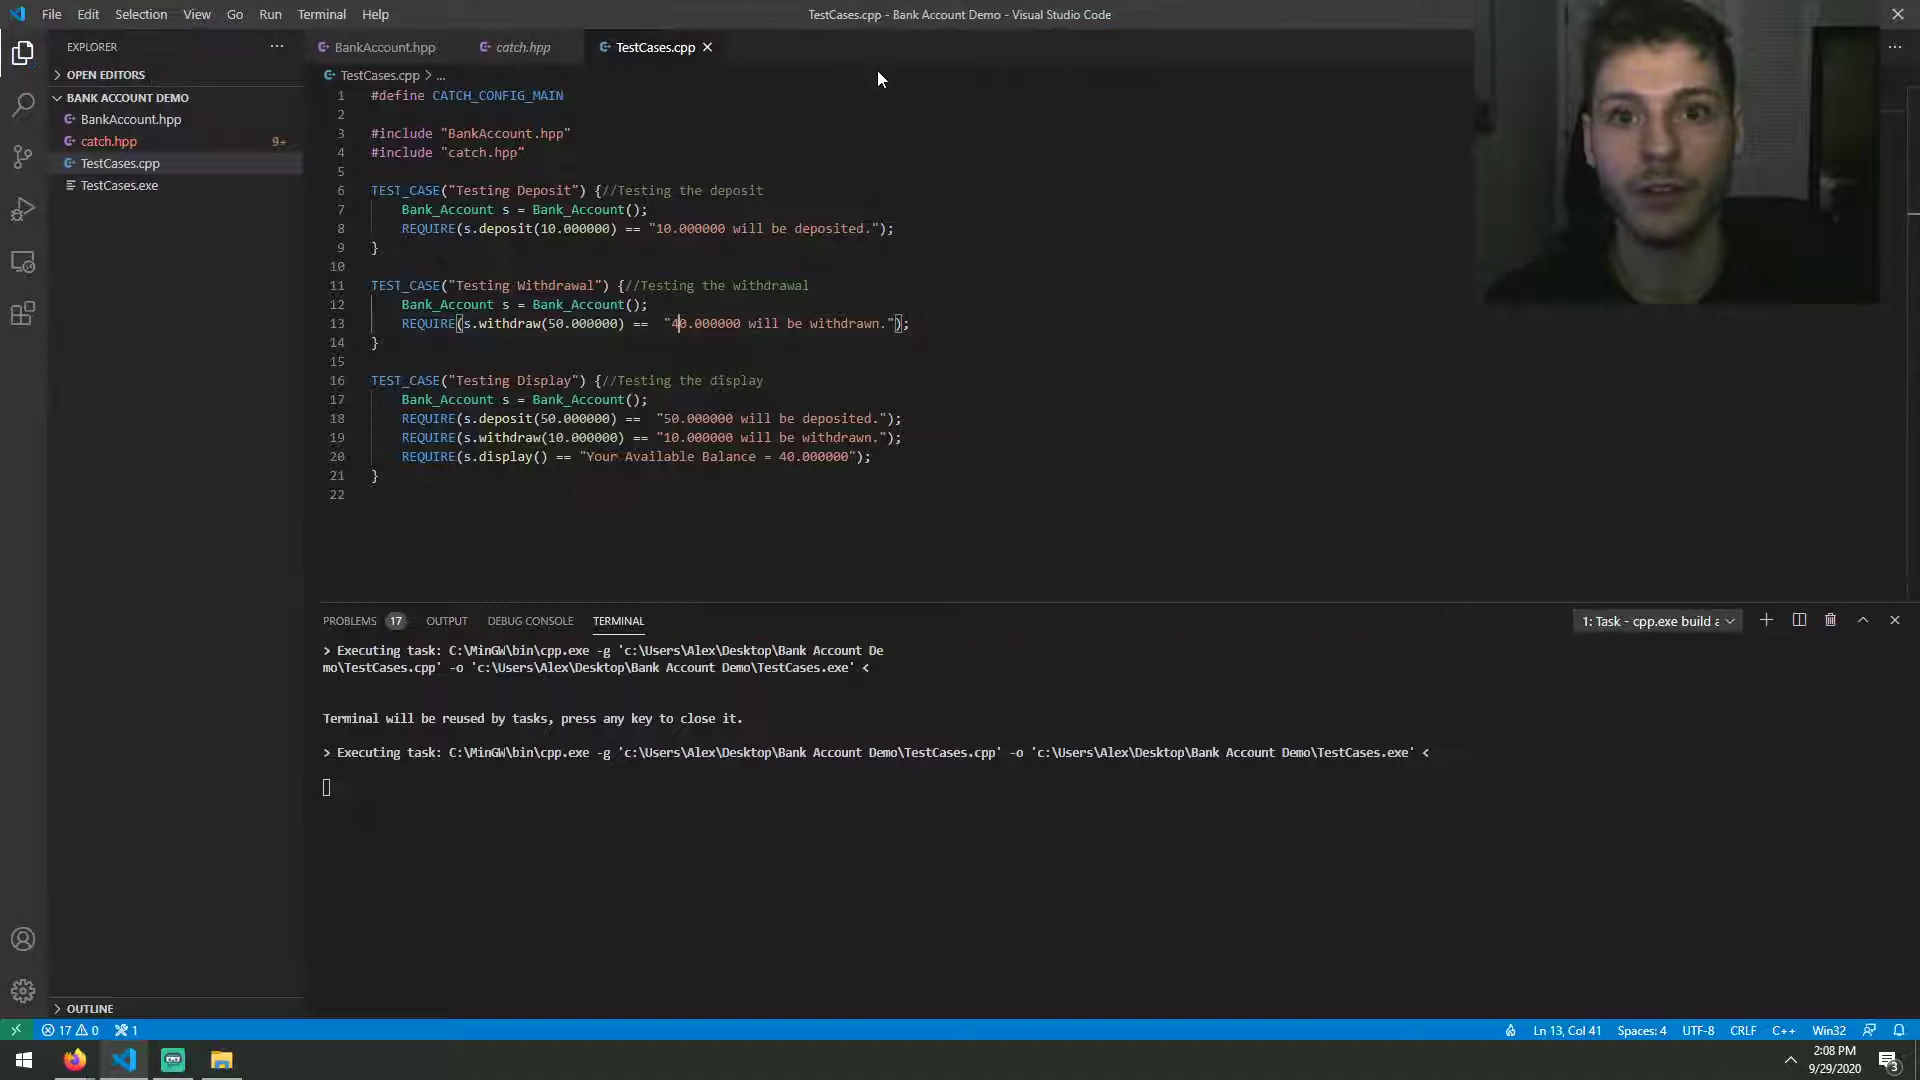 File Edit Selection View Go Run Terminal Help
TestCases.cpp - Bank Account Demo - Visual Studio Code
EXPLORER
OPEN EDITORS
BANK ACCOUNT DEMO
BankAccount.hpp
catch.hpp 9+
TestCases.cpp
TestCases.exe
OUTLINE
BankAccount.hpp catch.hpp TestCases.cpp
TestCases.cpp > ...
1 #define CATCH_CONFIG_MAIN
2
3 #include "BankAccount.hpp"
4 #include "catch.hpp"
5
6 TEST_CASE("Testing Deposit") {//Testing the deposit
7 Bank_Account s = Bank_Account();
8 REQUIRE(s.deposit(10.000000) == "10.000000 will be deposited.");
9 }
10
11 TEST_CASE("Testing Withdrawal") {//Testing the withdrawal
12 Bank_Account s = Bank_Account();
13 REQUIRE(s.withdraw(50.000000) ==  "40.000000 will be withdrawn.");
14 }
15
16 TEST_CASE("Testing Display") {//Testing the display
17 Bank_Account s = Bank_Account();
18 REQUIRE(s.deposit(50.000000) ==  "50.000000 will be deposited.");
19 REQUIRE(s.withdraw(10.000000) == "10.000000 will be withdrawn.");
20 REQUIRE(s.display() == "Your Available Balance = 40.000000");
21 }
22
PROBLEMS 17 OUTPUT DEBUG CONSOLE TERMINAL
1: Task - cpp.exe build a
> Executing task: C:\MinGW\bin\cpp.exe -g 'c:\Users\Alex\Desktop\Bank Account De
mo\TestCases.cpp' -o 'c:\Users\Alex\Desktop\Bank Account Demo\TestCases.exe' <
Terminal will be reused by tasks, press any key to close it.
> Executing task: C:\MinGW\bin\cpp.exe -g 'c:\Users\Alex\Desktop\Bank Account Demo\TestCases.cpp' -o 'c:\Users\Alex\Desktop\Bank Account Demo\TestCases.exe' <
17 0 1
Ln 13, Col 41 Spaces: 4 UTF-8 CRLF C++ Win32
2:08 PM
9/29/2020
3